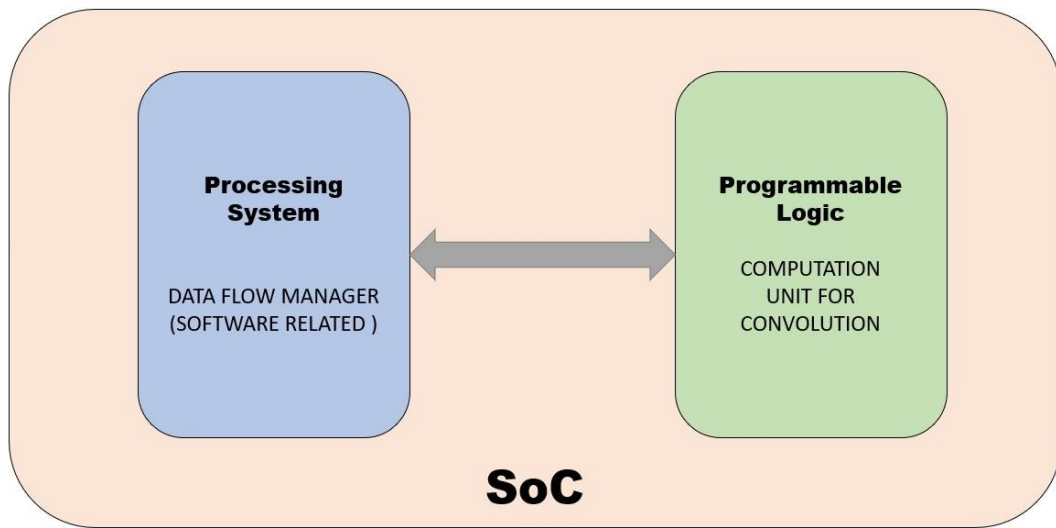 Processing
System
DATA FLOW MANAGER
(SOFTWARE RELATED )
Programmable
Logic
COMPUTATION
UNIT FOR
CONVOLUTION
SoC